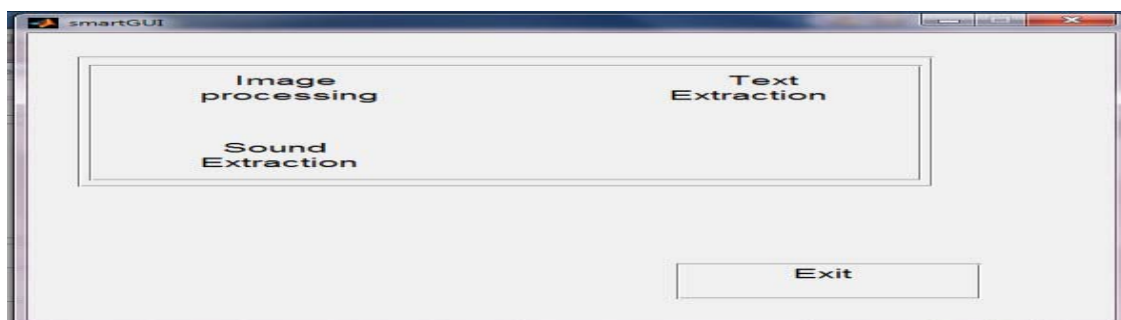 smartGUI
Image
processing
Text
Extraction
Sound
Extraction
Exit